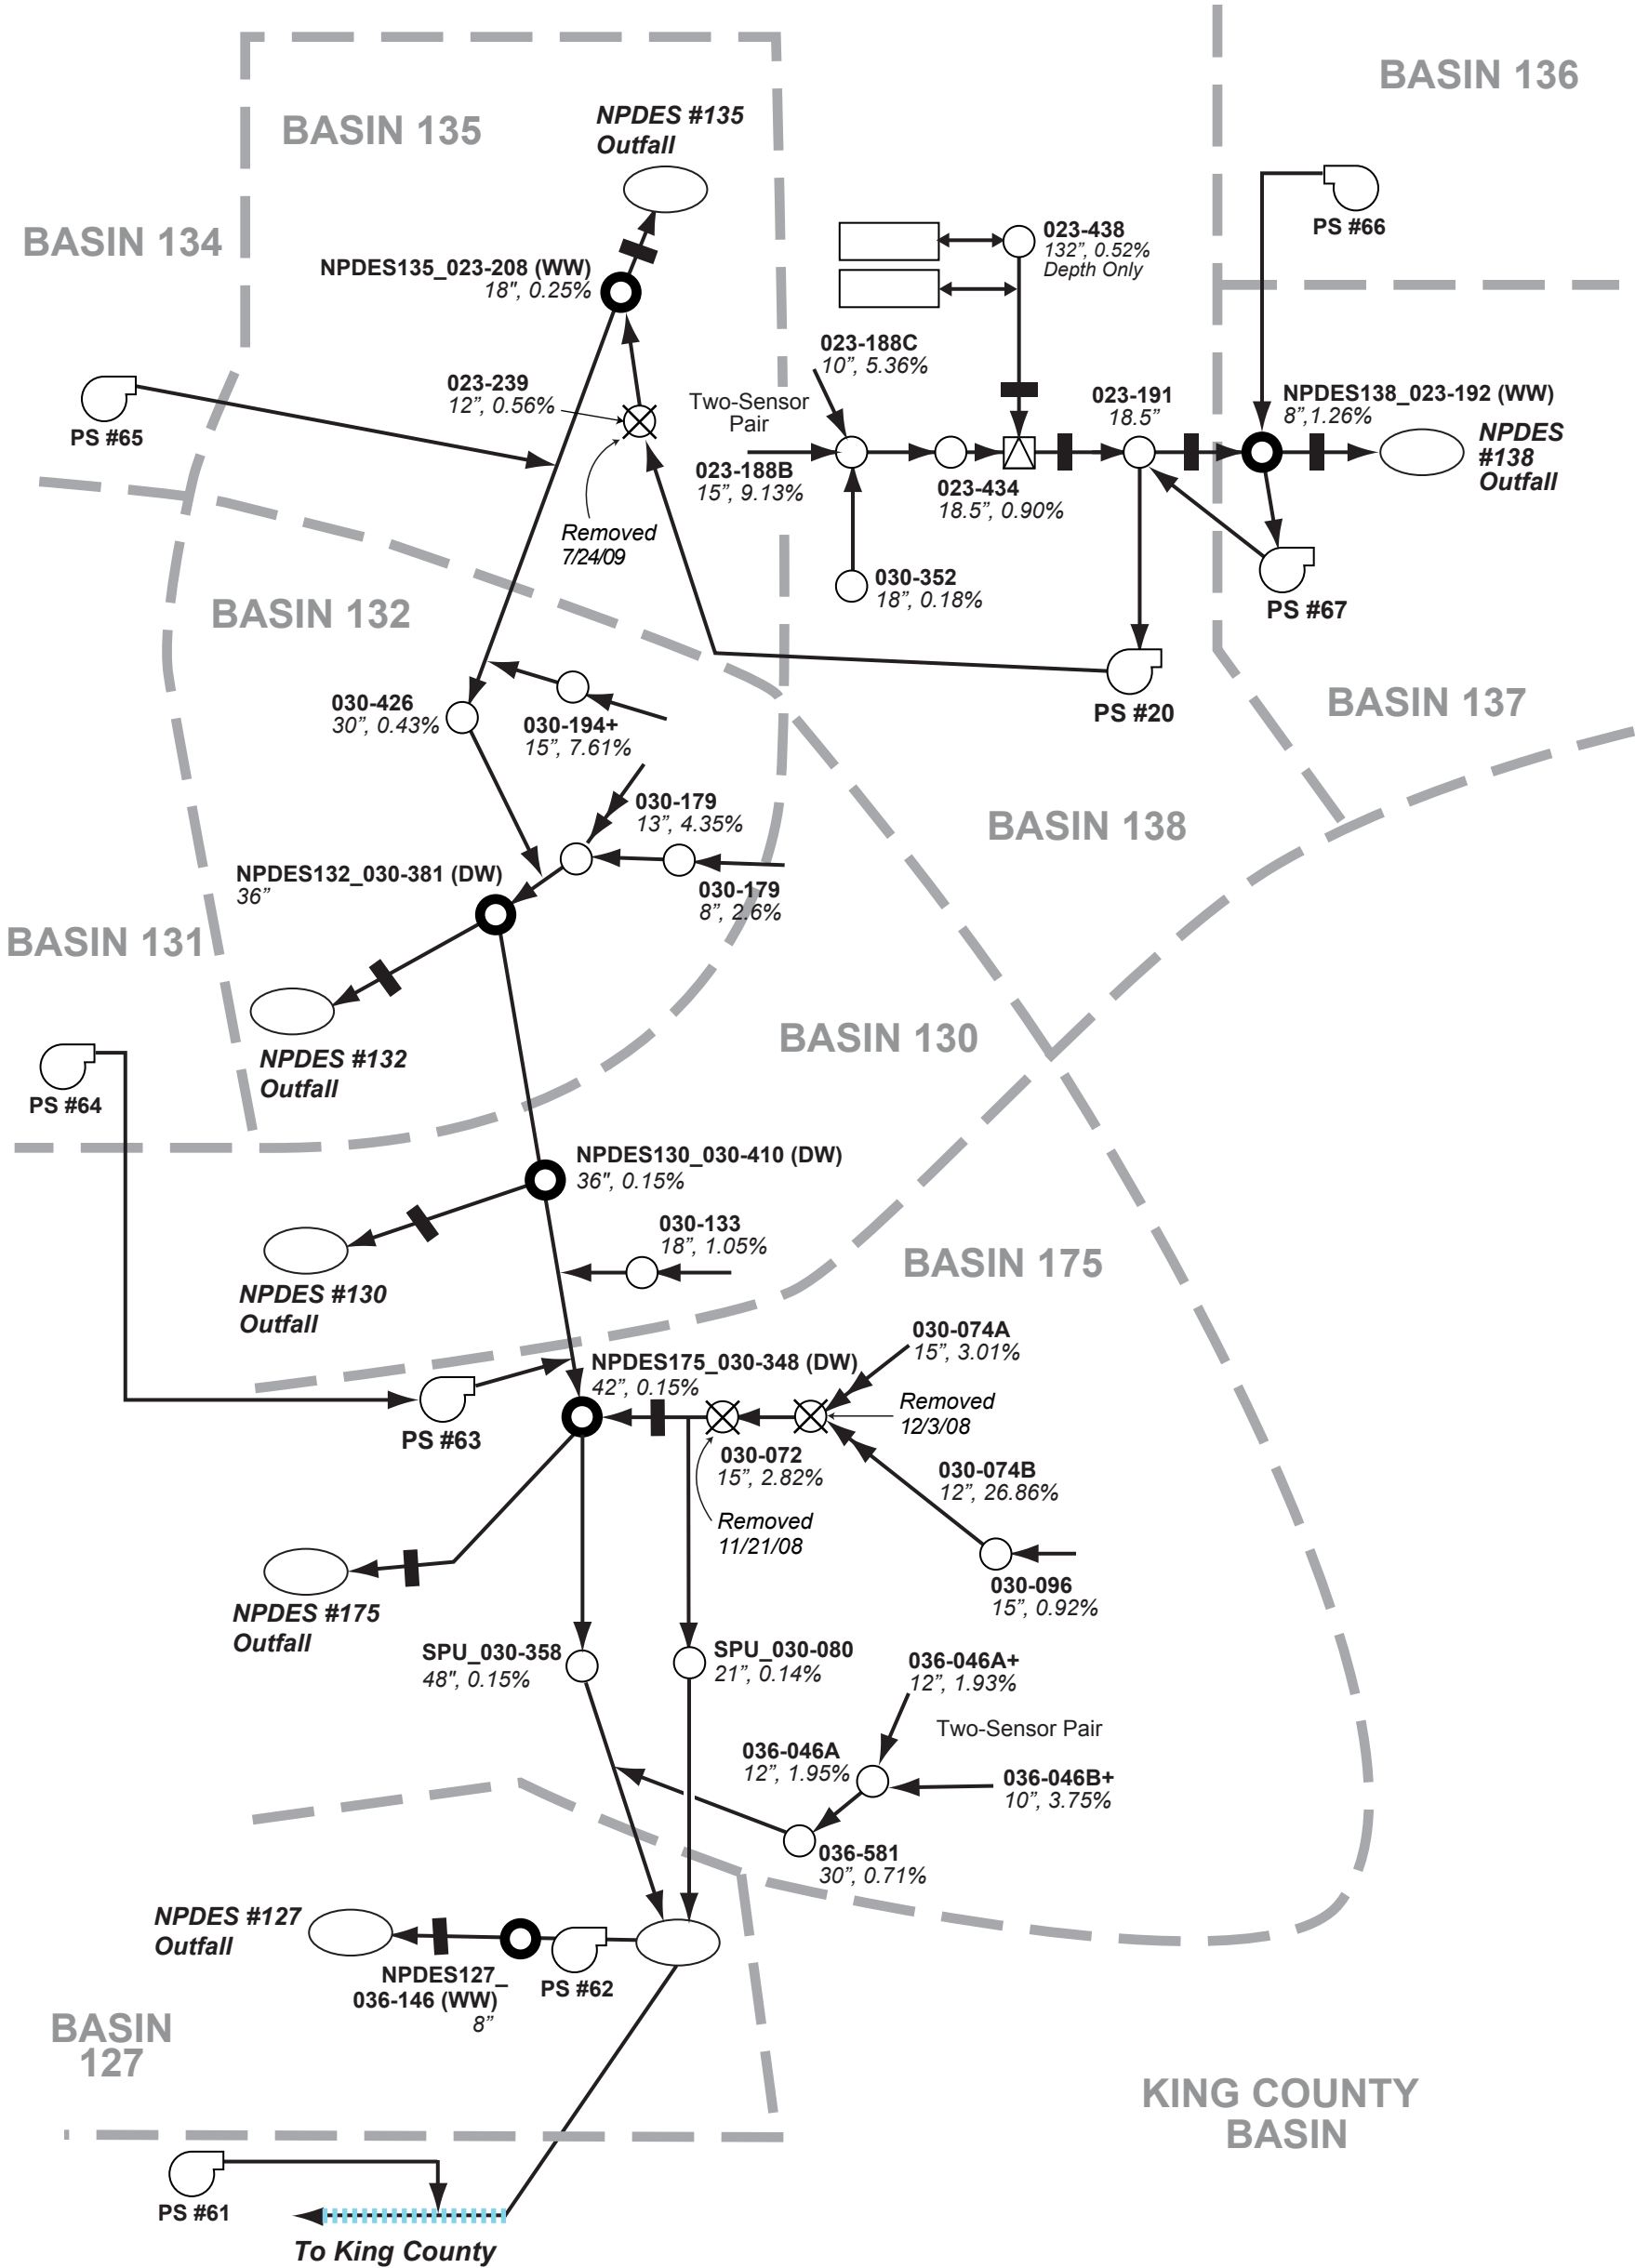 BASIN 136
NPDES #135
Outfall
BASIN 135
PS #66
BASIN 134
023-438
132”, 0.52%
Depth Only
NPDES135_023-208 (WW)
18", 0.25%
023-188C
10”, 5.36%
023-239
12”, 0.56%
PS #65
Two-Sensor
Pair
023-191
18.5”
NPDES138_023-192 (WW)
8”,1.26%
NPDES
#138
Outfall
023-188B
15”, 9.13%
023-434
18.5”, 0.90%
Removed
7/24/09
030-352
18”, 0.18%
PS #67
BASIN 132
030-426
30”, 0.43%
030-194+
15”, 7.61%
PS #20
BASIN 137
030-179
13”, 4.35%
BASIN 138
NPDES132_030-381 (DW)
36”
030-179
8”, 2.6%
BASIN 131
BASIN 130
NPDES #132
Outfall
PS #64
NPDES130_030-410 (DW)
36", 0.15%
030-133
18”, 1.05%
BASIN 175
NPDES #130
Outfall
030-074A
15”, 3.01%
NPDES175_030-348 (DW)
42”, 0.15%
Removed
12/3/08
PS #63
030-072
15”, 2.82%
030-074B
12”, 26.86%
Removed
11/21/08
030-096
15”, 0.92%
NPDES #175
Outfall
SPU_030-358
48", 0.15%
SPU_030-080
21”, 0.14%
036-046A+
12”, 1.93%
Two-Sensor Pair
036-046A
12”, 1.95%
036-046B+
10”, 3.75%
036-581
30”, 0.71%
NPDES #127
Outfall
NPDES127_
036-146 (WW)
8”
PS #62
BASIN
127
KING COUNTY
BASIN
PS #61
To King County